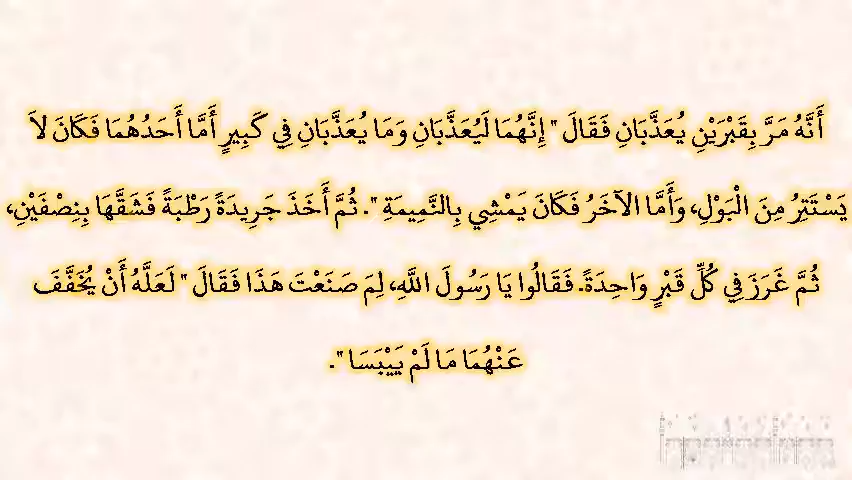 أَنَّهُ مَرَّ بِقَبْرَيْنِ يُعَذَّبَانِ فَقَالَ " إِنَّهُمَا لَيُعَذَّبَانِ وَمَا يُعَذَّبَانِ فِي كَبِيرٍ أَمَّا أَحَدُهُمَا فَكَانَ لاَ
يَسْتَتِرُ مِنَ الْبَوْلِ، وَأَمَّا الآخَرُ فَكَانَ يَمْشِي بِالنَّمِيمَةِ ". ثُمَّ أَخَذَ جَرِيدَةً رَطْبَةً فَشَقَّهَا بِنِصْفَيْنِ،
ثُمَّ غَرَزَ فِي كُلِّ قَبْرٍ وَاحِدَةً. فَقَالُوا يَا رَسُولَ اللَّهِ، لِمَ صَنَعْتَ هَذَا فَقَالَ " لَعَلَّهُ أَنْ يُخَفَّفَ
عَنْهُمَا مَا لَمْ يَيْبَسَا ".